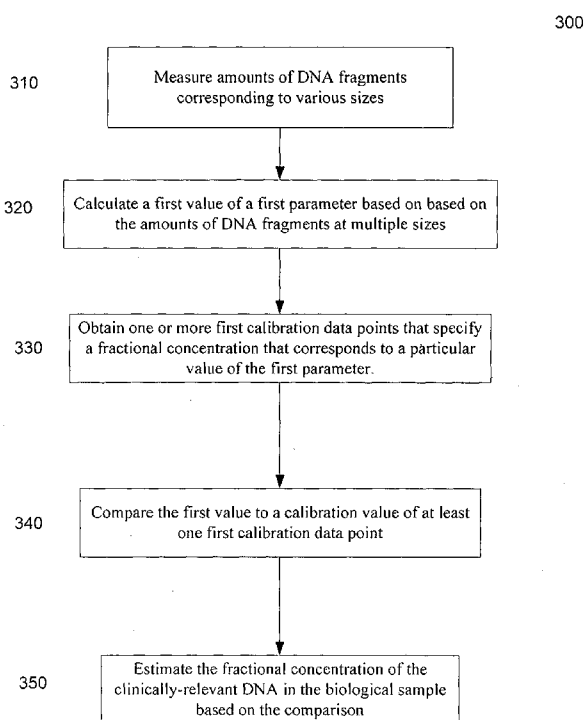 300
310
Measure amounts of DNA fragments
corresponding to various sizes
320
Calculate a first value of a first parameter based on based on
the amounts of DNA fragments at multiple sizes
330
Obtain one or more first calibration data points that specify
a fractional concentration that corresponds to a particular
value of the first parameter.
340
Compare the first value to a calibration value of at least
one first calibration data point
350
Estimate the fractional concentration of the
clinically-relevant DNA in the biological sample
based on the comparison